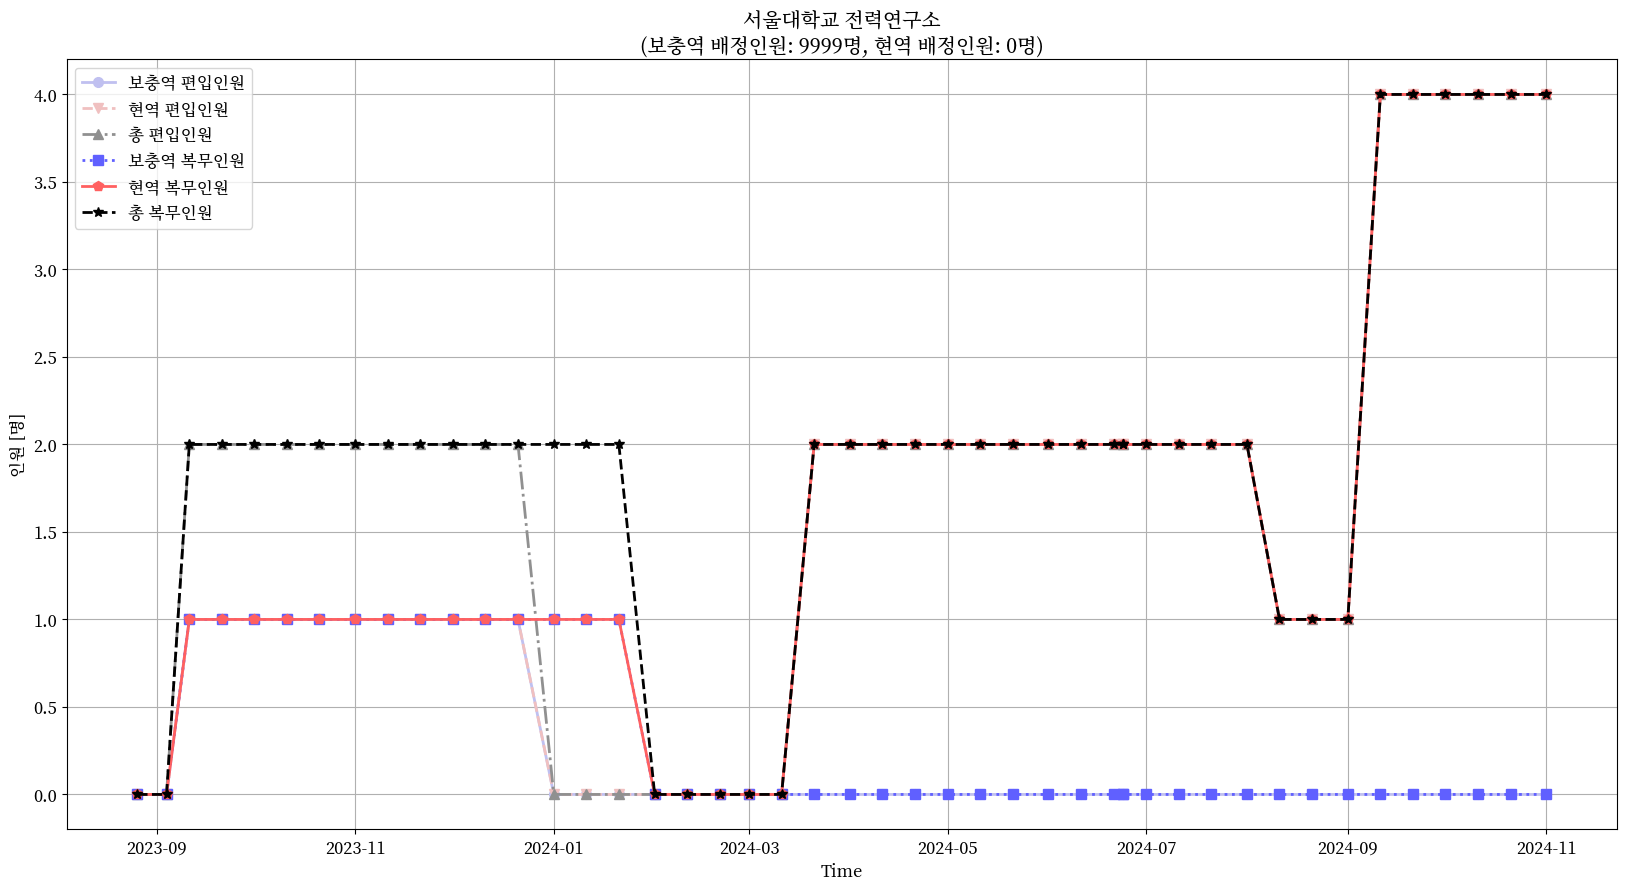 서울대학교 전력연구소
(보충역 배정인원: 9999명, 현역 배정인원: 0명)
보충역 편입인원
현역 편입인원
총 편입인원
보충역 복무인원
현역 복무인원
총 복무인원
4.0
3.5
3.0
2.5
2.0
1.5
1.0
0.5
0.0
인원 [명]
2023-09
2023-11
2024-01
2024-03
2024-05
2024-07
2024-09
2024-11
Time